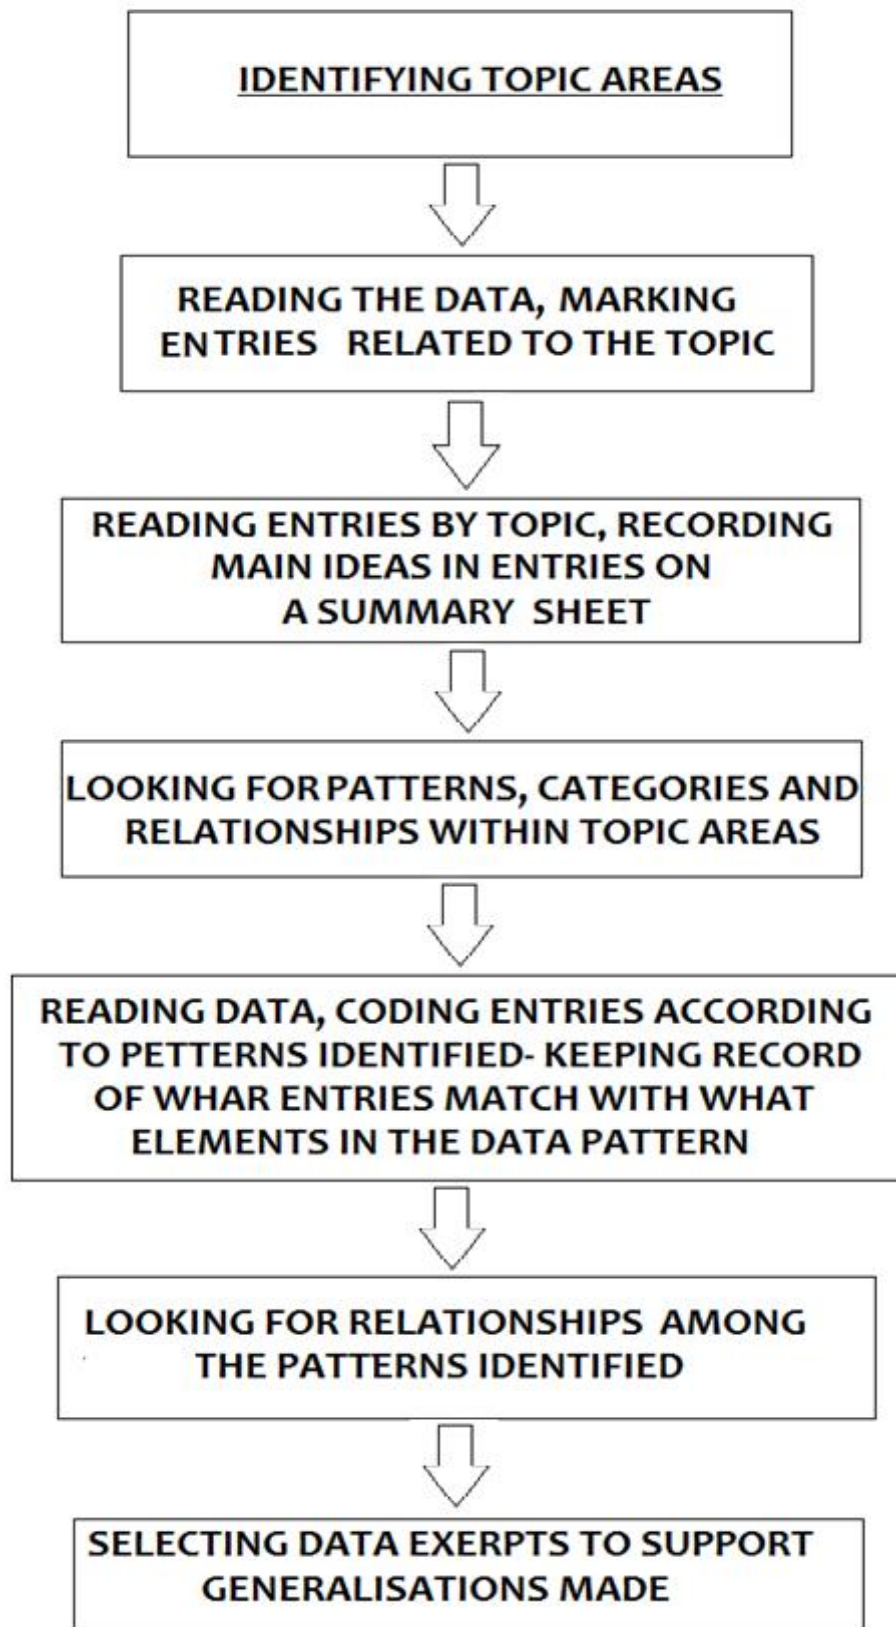 IDENTIFYING TOPIC AREAS
READING THE DATA, MARKING
ENTRIES RELATED TO THE TOPIC
READING ENTRIES BY TOPIC, RECORDING
MAIN IDEAS IN ENTRIES ON
A SUMMARY SHEET
LOOKING FOR PATTERNS, CATEGORIES AND
RELATIONSHIPS WITHIN TOPIC AREAS
READING DATA, CODING ENTRIES ACCORDING
TO PETTERNS IDENTIFIED- KEEPING RECORD
OF WHAR ENTRIES MATCH WITH WHAT
ELEMENTS IN THE DATA PATTERN
LOOKING FOR RELATIONSHIPS AMONG
THE PATTERNS IDENTIFIED
SELECTING DATA EXERPTS TO SUPPORT
GENERALISATIONS MADE